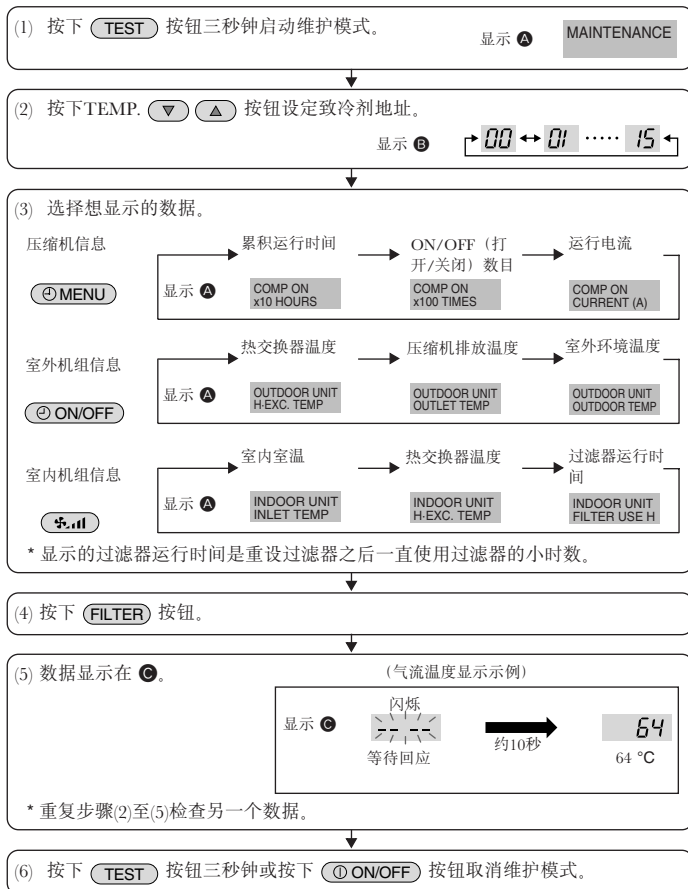 (1) 按下 TEST 按钮三秒钟启动维护模式。
显示 A MAINTENANCE
(2) 按下TEMP. ▽ △ 按钮设定致冷剂地址。
显示 B 00 ↔ 01 ····· 15
(3) 选择想显示的数据。
压缩机信息
MENU
累积运行时间
ON/OFF（打
开/关闭）数目
运行电流
显示 A
COMP ON
x10 HOURS
COMP ON
x100 TIMES
COMP ON
CURRENT (A)
室外机组信息
ON/OFF
热交换器温度
压缩机排放温度
室外环境温度
显示 A
OUTDOOR UNIT
H·EXC. TEMP
OUTDOOR UNIT
OUTLET TEMP
OUTDOOR UNIT
OUTDOOR TEMP
室内机组信息
室内室温
热交换器温度
过滤器运行时
间
显示 A
INDOOR UNIT
INLET TEMP
INDOOR UNIT
H·EXC. TEMP
INDOOR UNIT
FILTER USE H
* 显示的过滤器运行时间是重设过滤器之后一直使用过滤器的小时数。
(4) 按下 FILTER 按钮。
(5) 数据显示在 C。
(气流温度显示示例)
显示 C
闪烁
-- --
等待回应
约10秒
64
64 °C
* 重复步骤(2)至(5)检查另一个数据。
(6) 按下 TEST 按钮三秒钟或按下 ON/OFF 按钮取消维护模式。